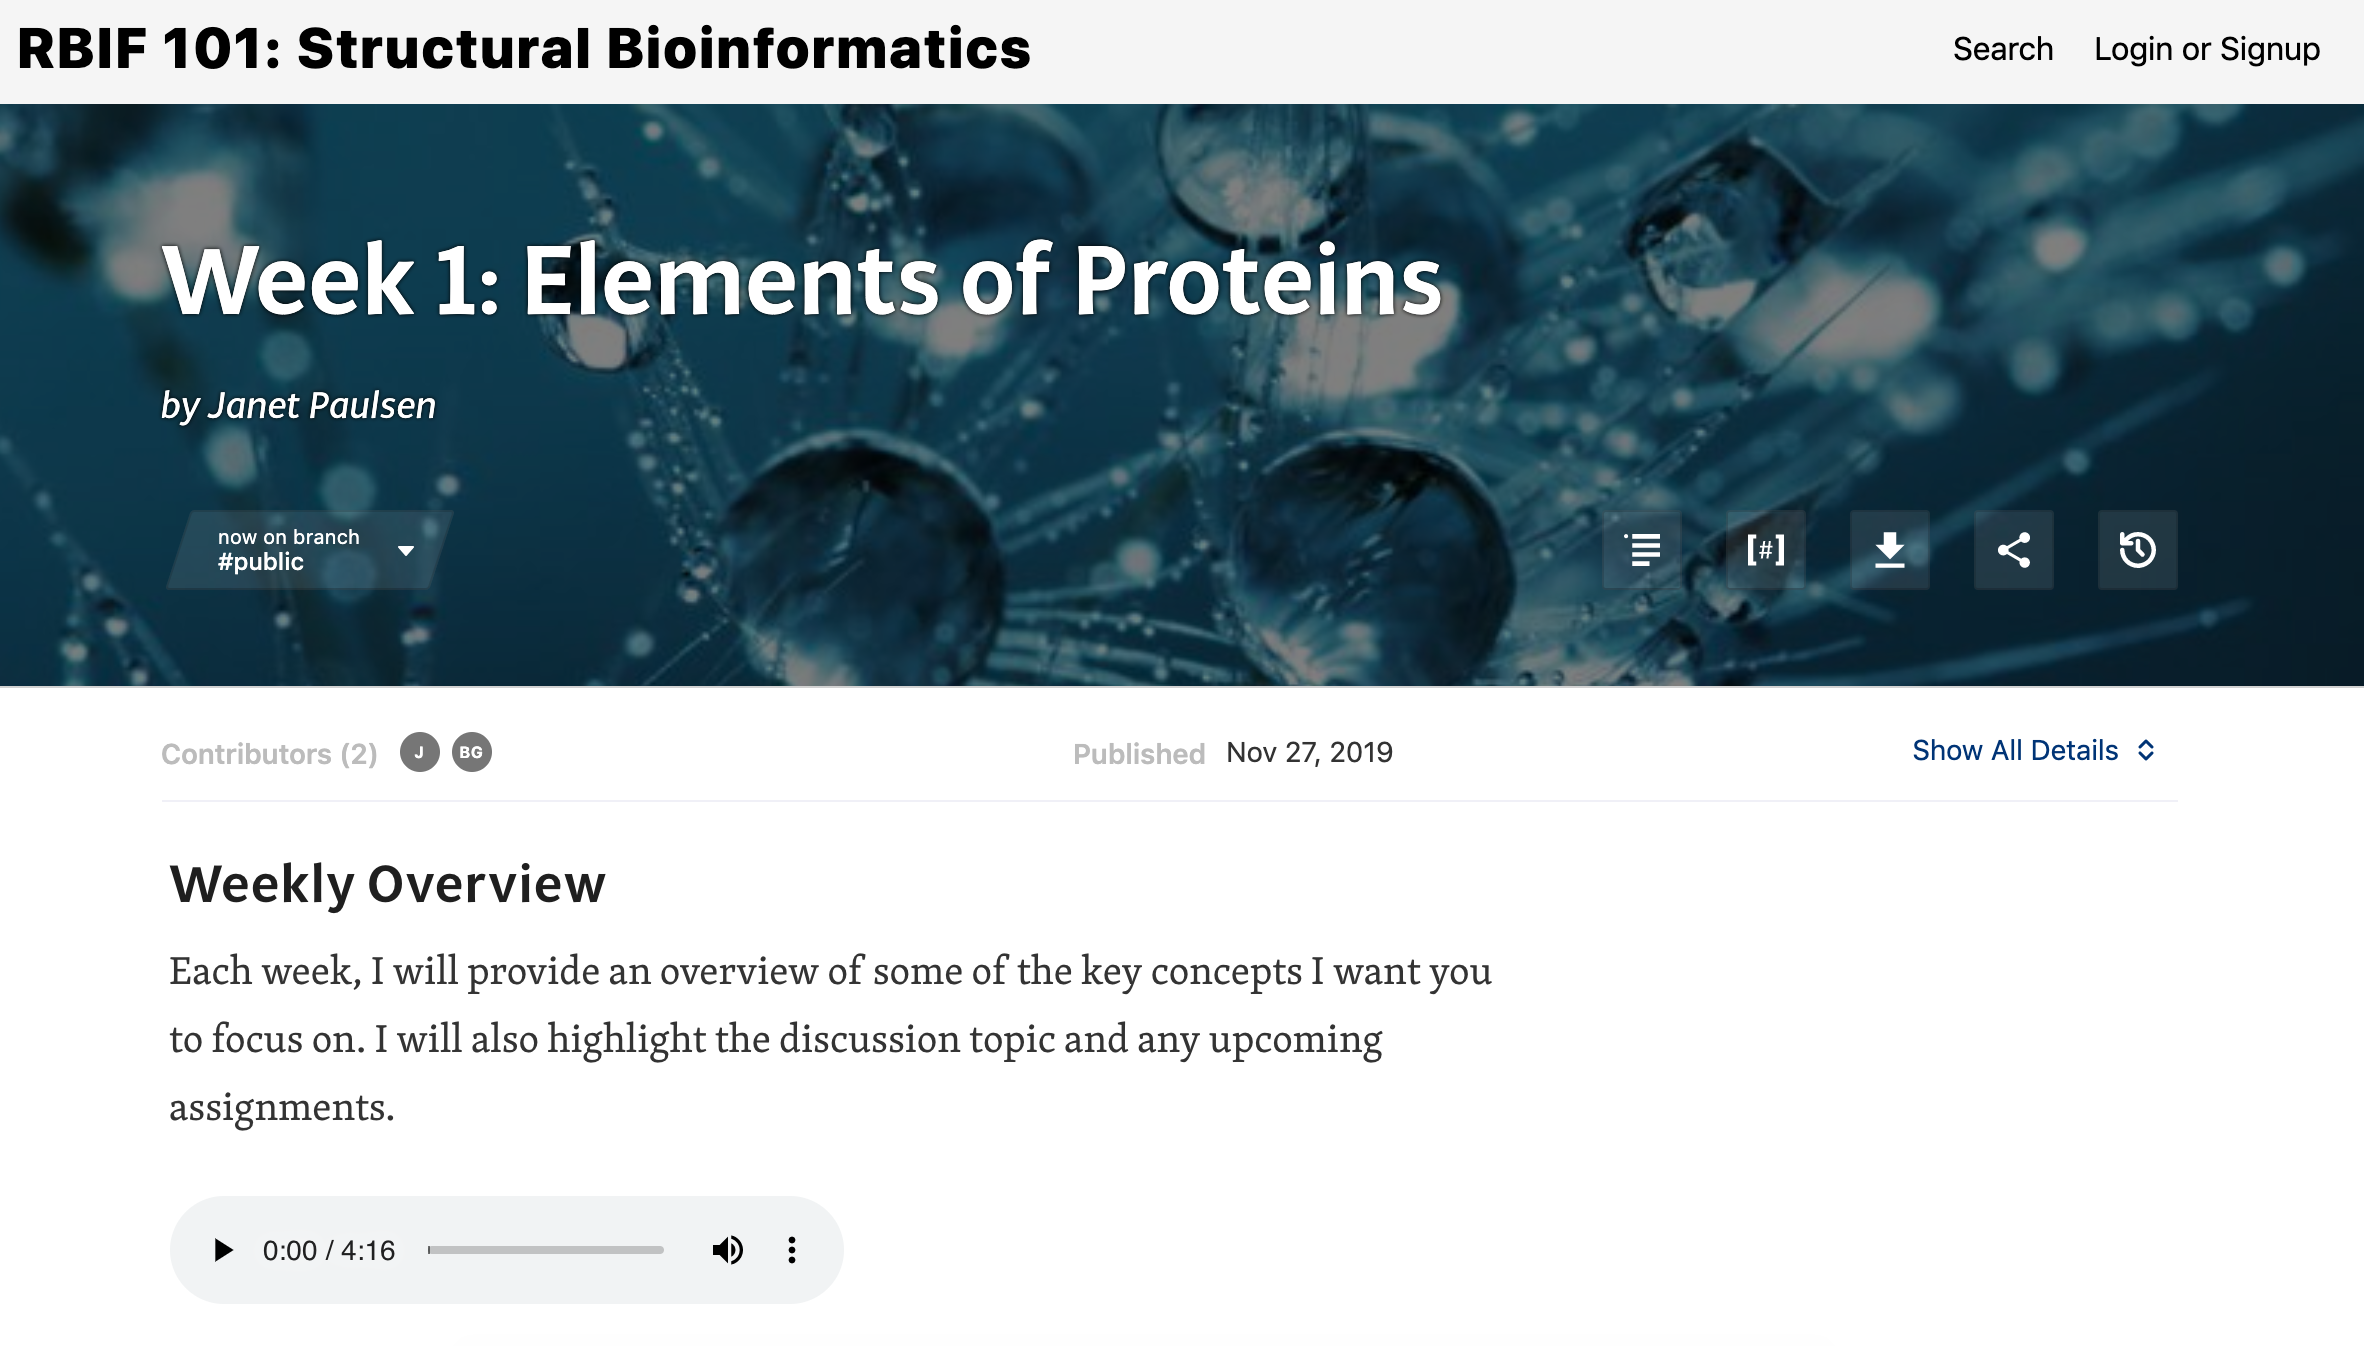 RBIF 101: Structural Bioinformatics
Search Login or Signup
Week 1: Elements of Proteins
by Janet Paulsen
now on branch
#public
[#]
Contributors (2) J BG Published Nov 27, 2019 Show All Details
Weekly Overview
Each week, I will provide an overview of some of the key concepts I want you
to focus on. I will also highlight the discussion topic and any upcoming
assignments.
0:00 / 4:16